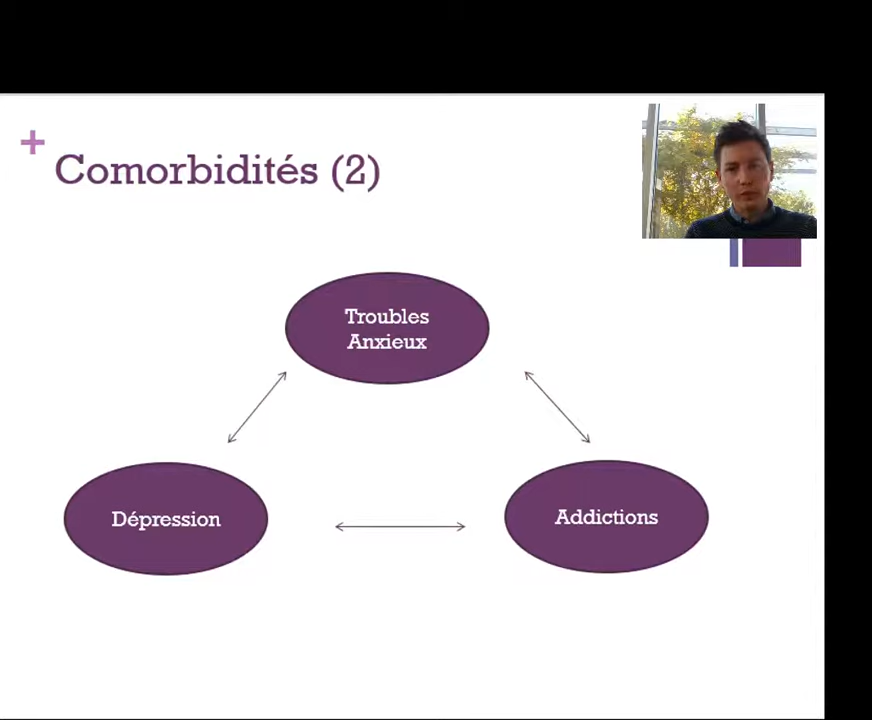 +
Comorbidités (2)
Troubles
Anxieux
Dépression
Addictions